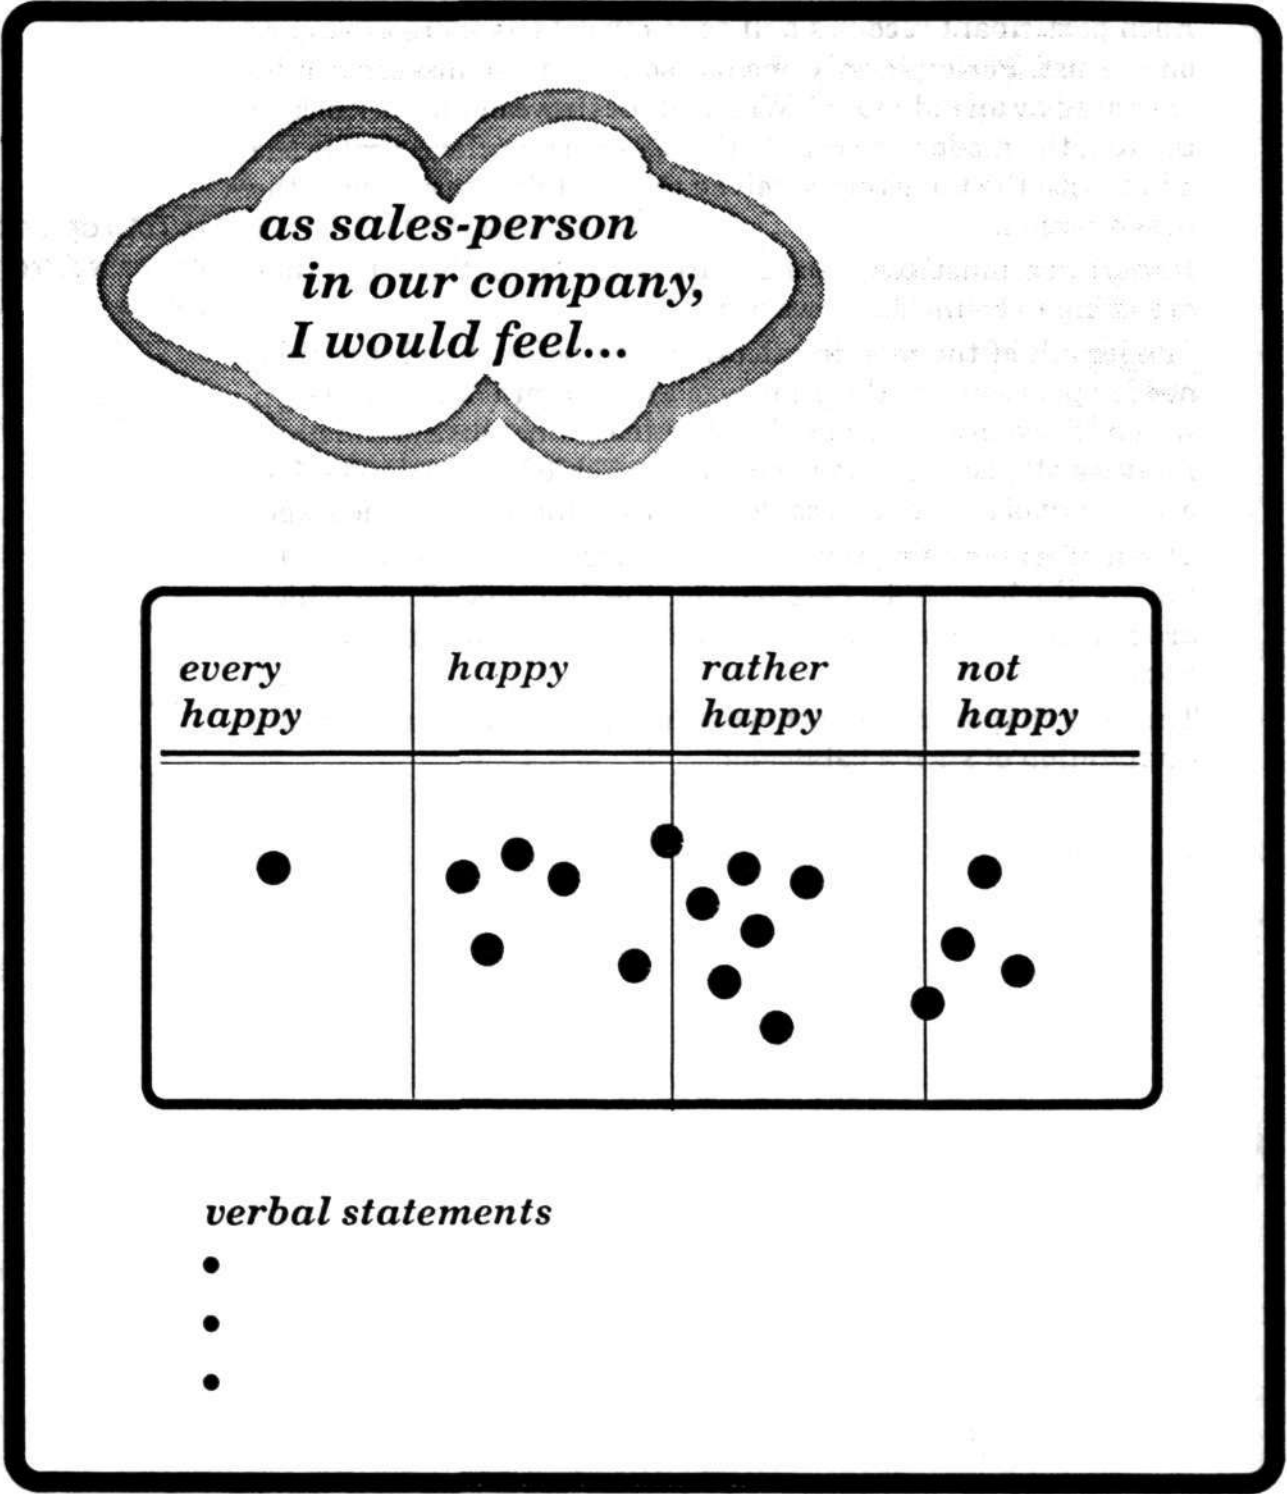 as sales-person
in our company,
I would feel...
every happy
happy
rather happy
not happy
verbal statements
•
•
•